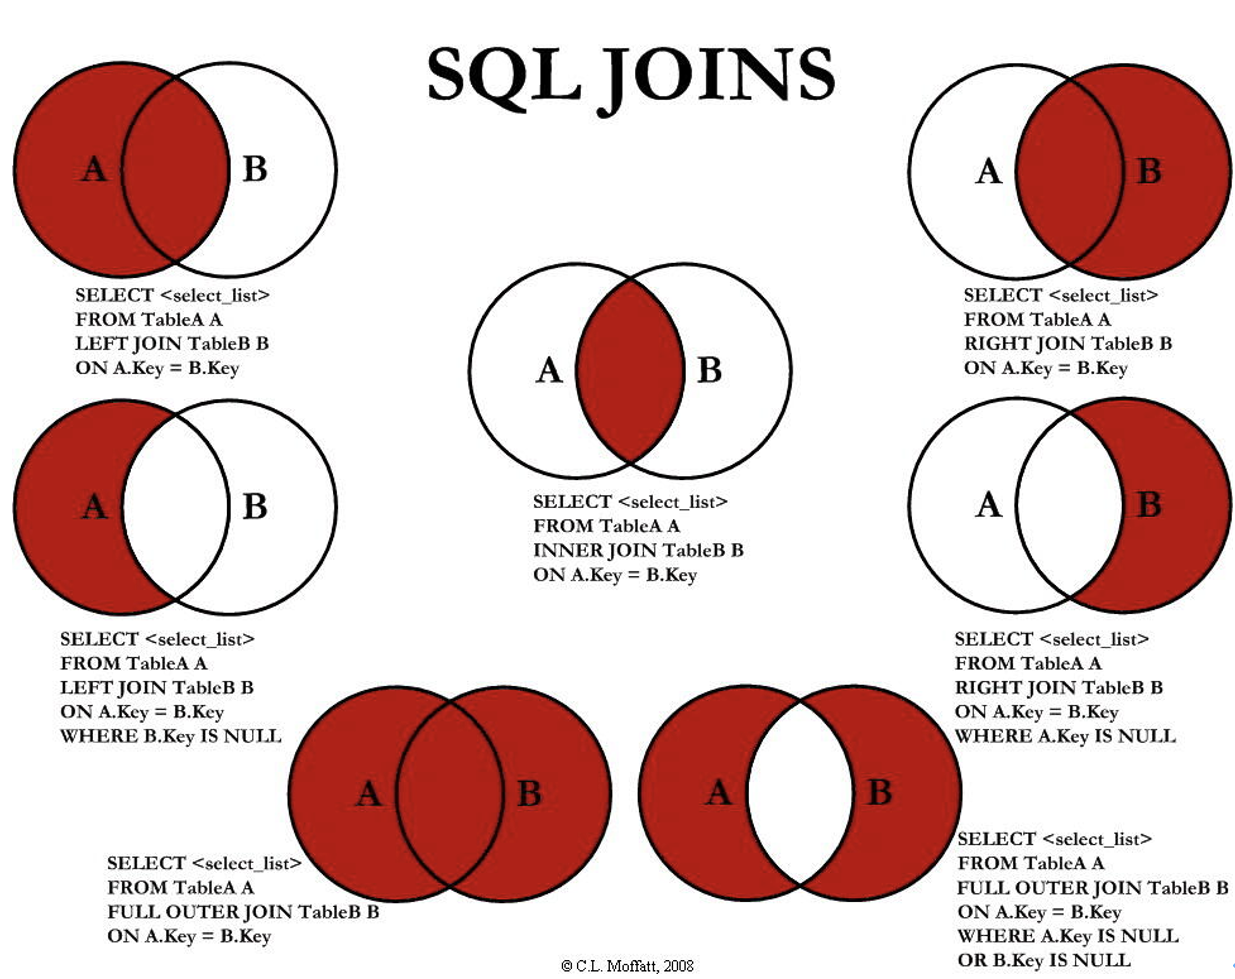 SQL JOINS
A
B
SELECT <select_list>
FROM TableA A
LEFT JOIN TableB B
ON A.Key = B.Key
A
B
SELECT <select_list>
FROM TableA A
RIGHT JOIN TableB B
ON A.Key = B.Key
A
B
SELECT <select_list>
FROM TableA A
INNER JOIN TableB B
ON A.Key = B.Key
A
B
SELECT <select_list>
FROM TableA A
LEFT JOIN TableB B
ON A.Key = B.Key
WHERE B.Key IS NULL
A
B
SELECT <select_list>
FROM TableA A
RIGHT JOIN TableB B
ON A.Key = B.Key
WHERE A.Key IS NULL
A
B
SELECT <select_list>
FROM TableA A
FULL OUTER JOIN TableB B
ON A.Key = B.Key
A
B
SELECT <select_list>
FROM TableA A
FULL OUTER JOIN TableB B
ON A.Key = B.Key
WHERE A.Key IS NULL
OR B.Key IS NULL
© C.L. Moffatt, 2008